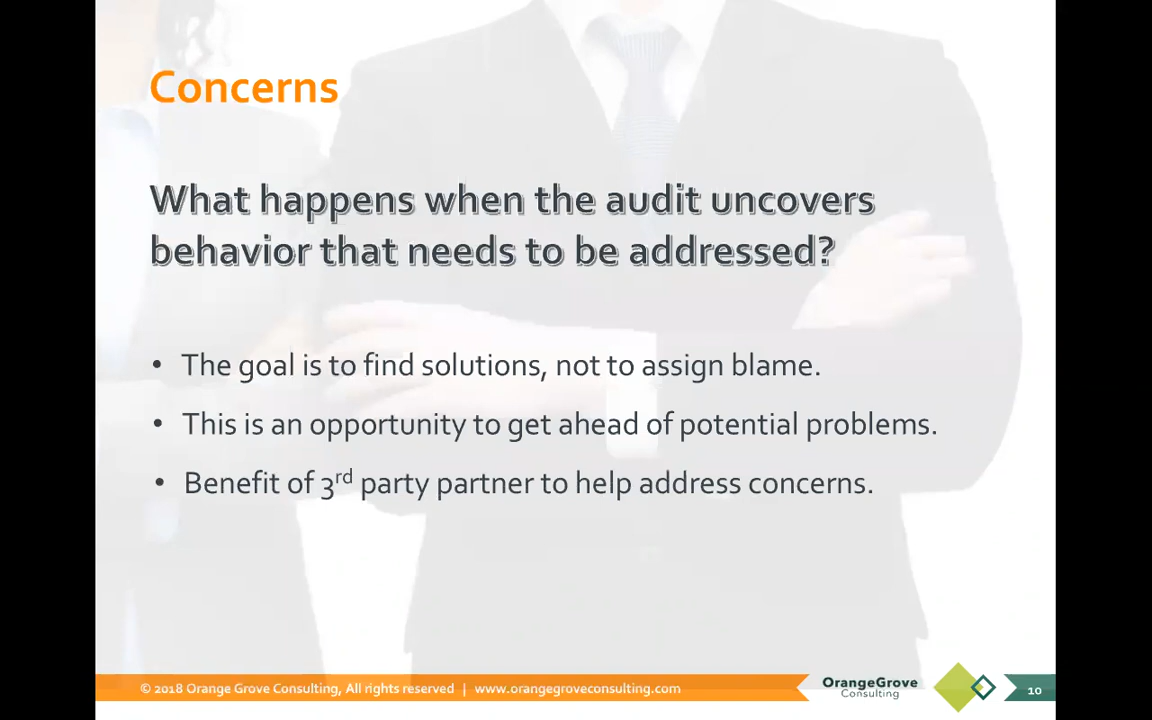 Concerns
What happens when the audit uncovers
behavior that needs to be addressed?
• The goal is to find solutions, not to assign blame.
• This is an opportunity to get ahead of potential problems.
• Benefit of 3rd party partner to help address concerns.
© 2018 Orange Grove Consulting, All rights reserved | www.orangegroveconsulting.com
OrangeGrove
Consulting
10